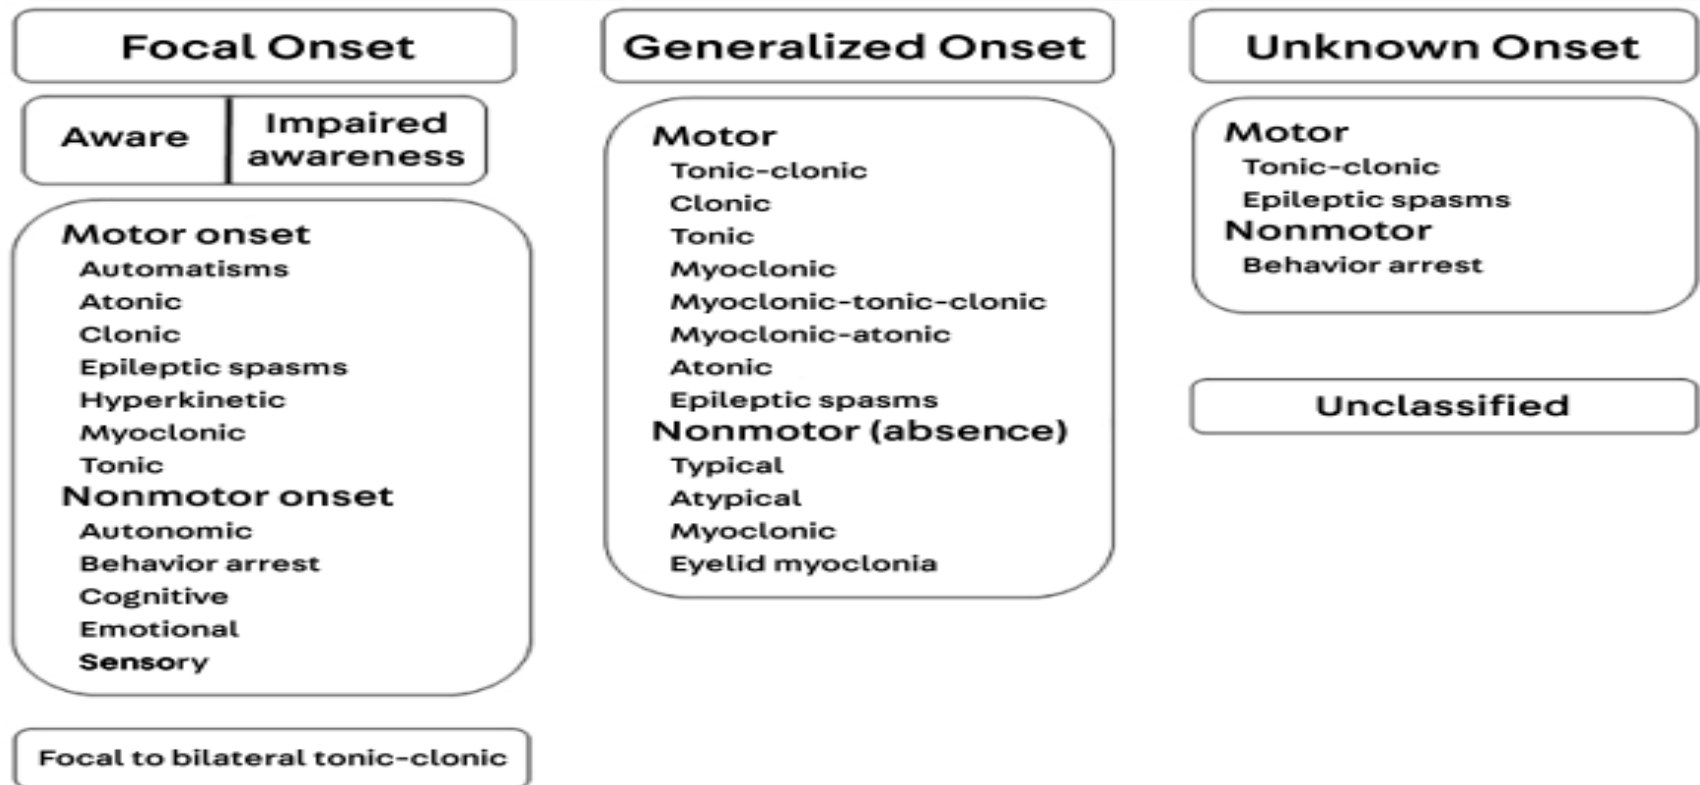 Focal Onset
Aware
Impaired
awareness
Motor onset
Automatisms
Atonic
Clonic
Epileptic spasms
Hyperkinetic
Myoclonic
Tonic
Nonmotor onset
Autonomic
Behavior arrest
Cognitive
Emotional
Sensory
Focal to bilateral tonic-clonic
Generalized Onset
Motor
Tonic-clonic
Clonic
Tonic
Myoclonic
Myoclonic-tonic-clonic
Myoclonic-atonic
Atonic
Epileptic spasms
Nonmotor (absence)
Typical
Atypical
Myoclonic
Eyelid myoclonia
Unknown Onset
Motor
Tonic-clonic
Epileptic spasms
Nonmotor
Behavior arrest
Unclassified